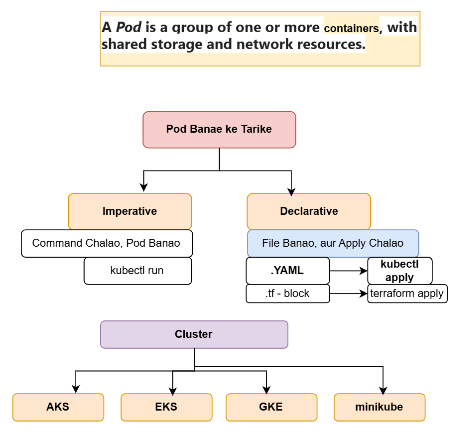 A Pod is a group of one or more containers, with
shared storage and network resources.
Pod Banae ke Tarike
Imperative
Declarative
Command Chalao, Pod Banao
File Banao, aur Apply Chalao
kubectl run
.YAML
kubectl
apply
.tf - block
terraform apply
Cluster
AKS
EKS
GKE
minikube